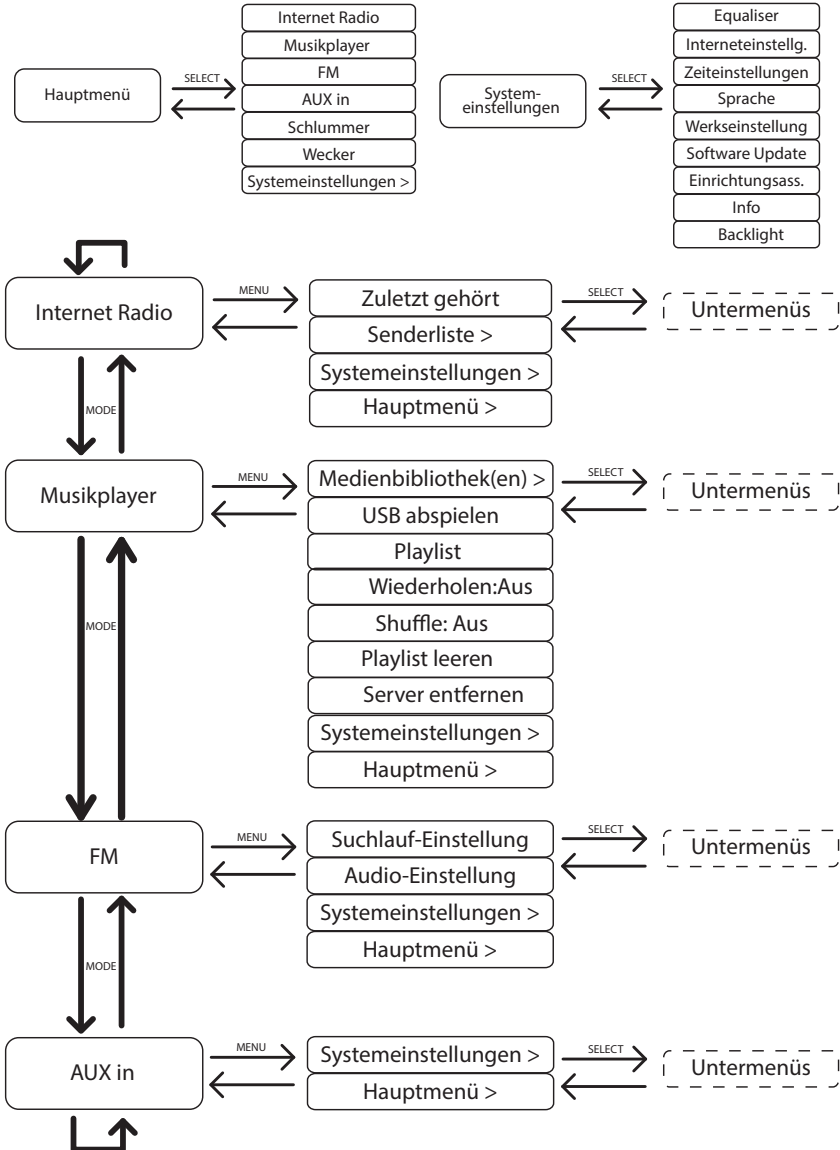 Hauptmenü
SELECT
Internet Radio
Musikplayer
FM
AUX in
Schlummer
Wecker
Systemeinstellungen >
System-
einstellungen
SELECT
Equaliser
Interneteinstellg.
Zeiteinstellungen
Sprache
Werkseinstellung
Software Update
Einrichtungsass.
Info
Backlight
Internet Radio
MENU
Zuletzt gehört
Senderliste >
Systemeinstellungen >
Hauptmenü >
SELECT
Untermenüs
MODE
Musikplayer
MENU
Medienbibliothek(en) >
USB abspielen
Playlist
Wiederholen:Aus
Shuffle: Aus
Playlist leeren
Server entfernen
Systemeinstellungen >
Hauptmenü >
SELECT
Untermenüs
MODE
FM
MENU
Suchlauf-Einstellung
Audio-Einstellung
Systemeinstellungen >
Hauptmenü >
SELECT
Untermenüs
MODE
AUX in
MENU
Systemeinstellungen >
Hauptmenü >
SELECT
Untermenüs